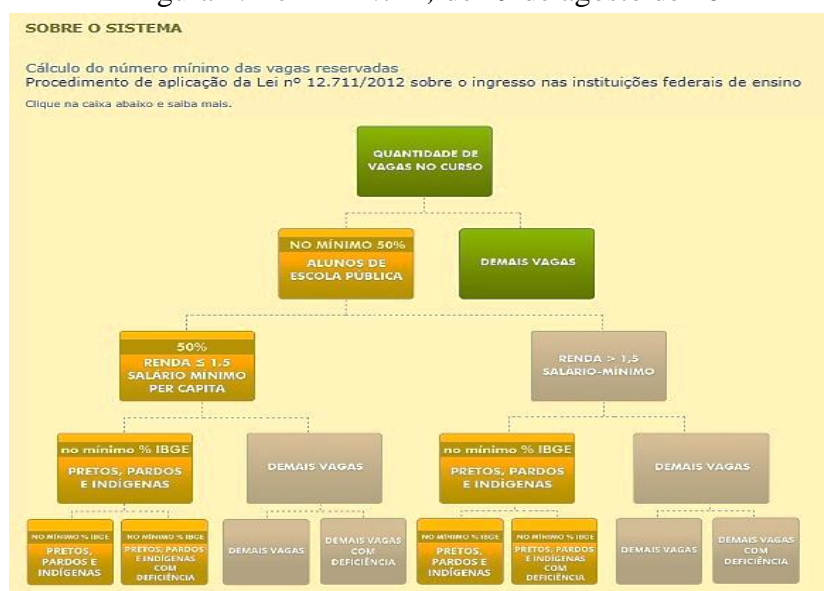 SOBRE O SISTEMA
Cálculo do número mínimo das vagas reservadas
Procedimento de aplicação da Lei nº 12.711/2012 sobre o ingresso nas instituições federais de ensino
Clique na caixa abaixo e saiba mais.
QUANTIDADE DE
VAGAS NO CURSO
NO MÍNIMO 50%
ALUNOS DE
ESCOLA PÚBLICA
DEMAIS VAGAS
50%
RENDA ≤ 1,5
SALÁRIO MÍNIMO
PER CAPITA
RENDA > 1,5
SALÁRIO-MÍNIMO
no mínimo % IBGE
PRETOS, PARDOS
E INDÍGENAS
DEMAIS VAGAS
no mínimo % IBGE
PRETOS, PARDOS
E INDÍGENAS
DEMAIS VAGAS
NO MÍNIMO % IBGE
PRETOS,
PARDOS E
INDÍGENAS
NO MÍNIMO % IBGE
PRETOS, PARDOS
E INDÍGENAS
COM
DEFICIÊNCIA
DEMAIS VAGAS
DEMAIS VAGAS
COM
DEFICIÊNCIA
NO MÍNIMO % IBGE
PRETOS,
PARDOS E
INDÍGENAS
NO MÍNIMO % IBGE
PRETOS, PARDOS
E INDÍGENAS
COM
DEFICIÊNCIA
DEMAIS VAGAS
DEMAIS VAGAS
COM
DEFICIÊNCIA